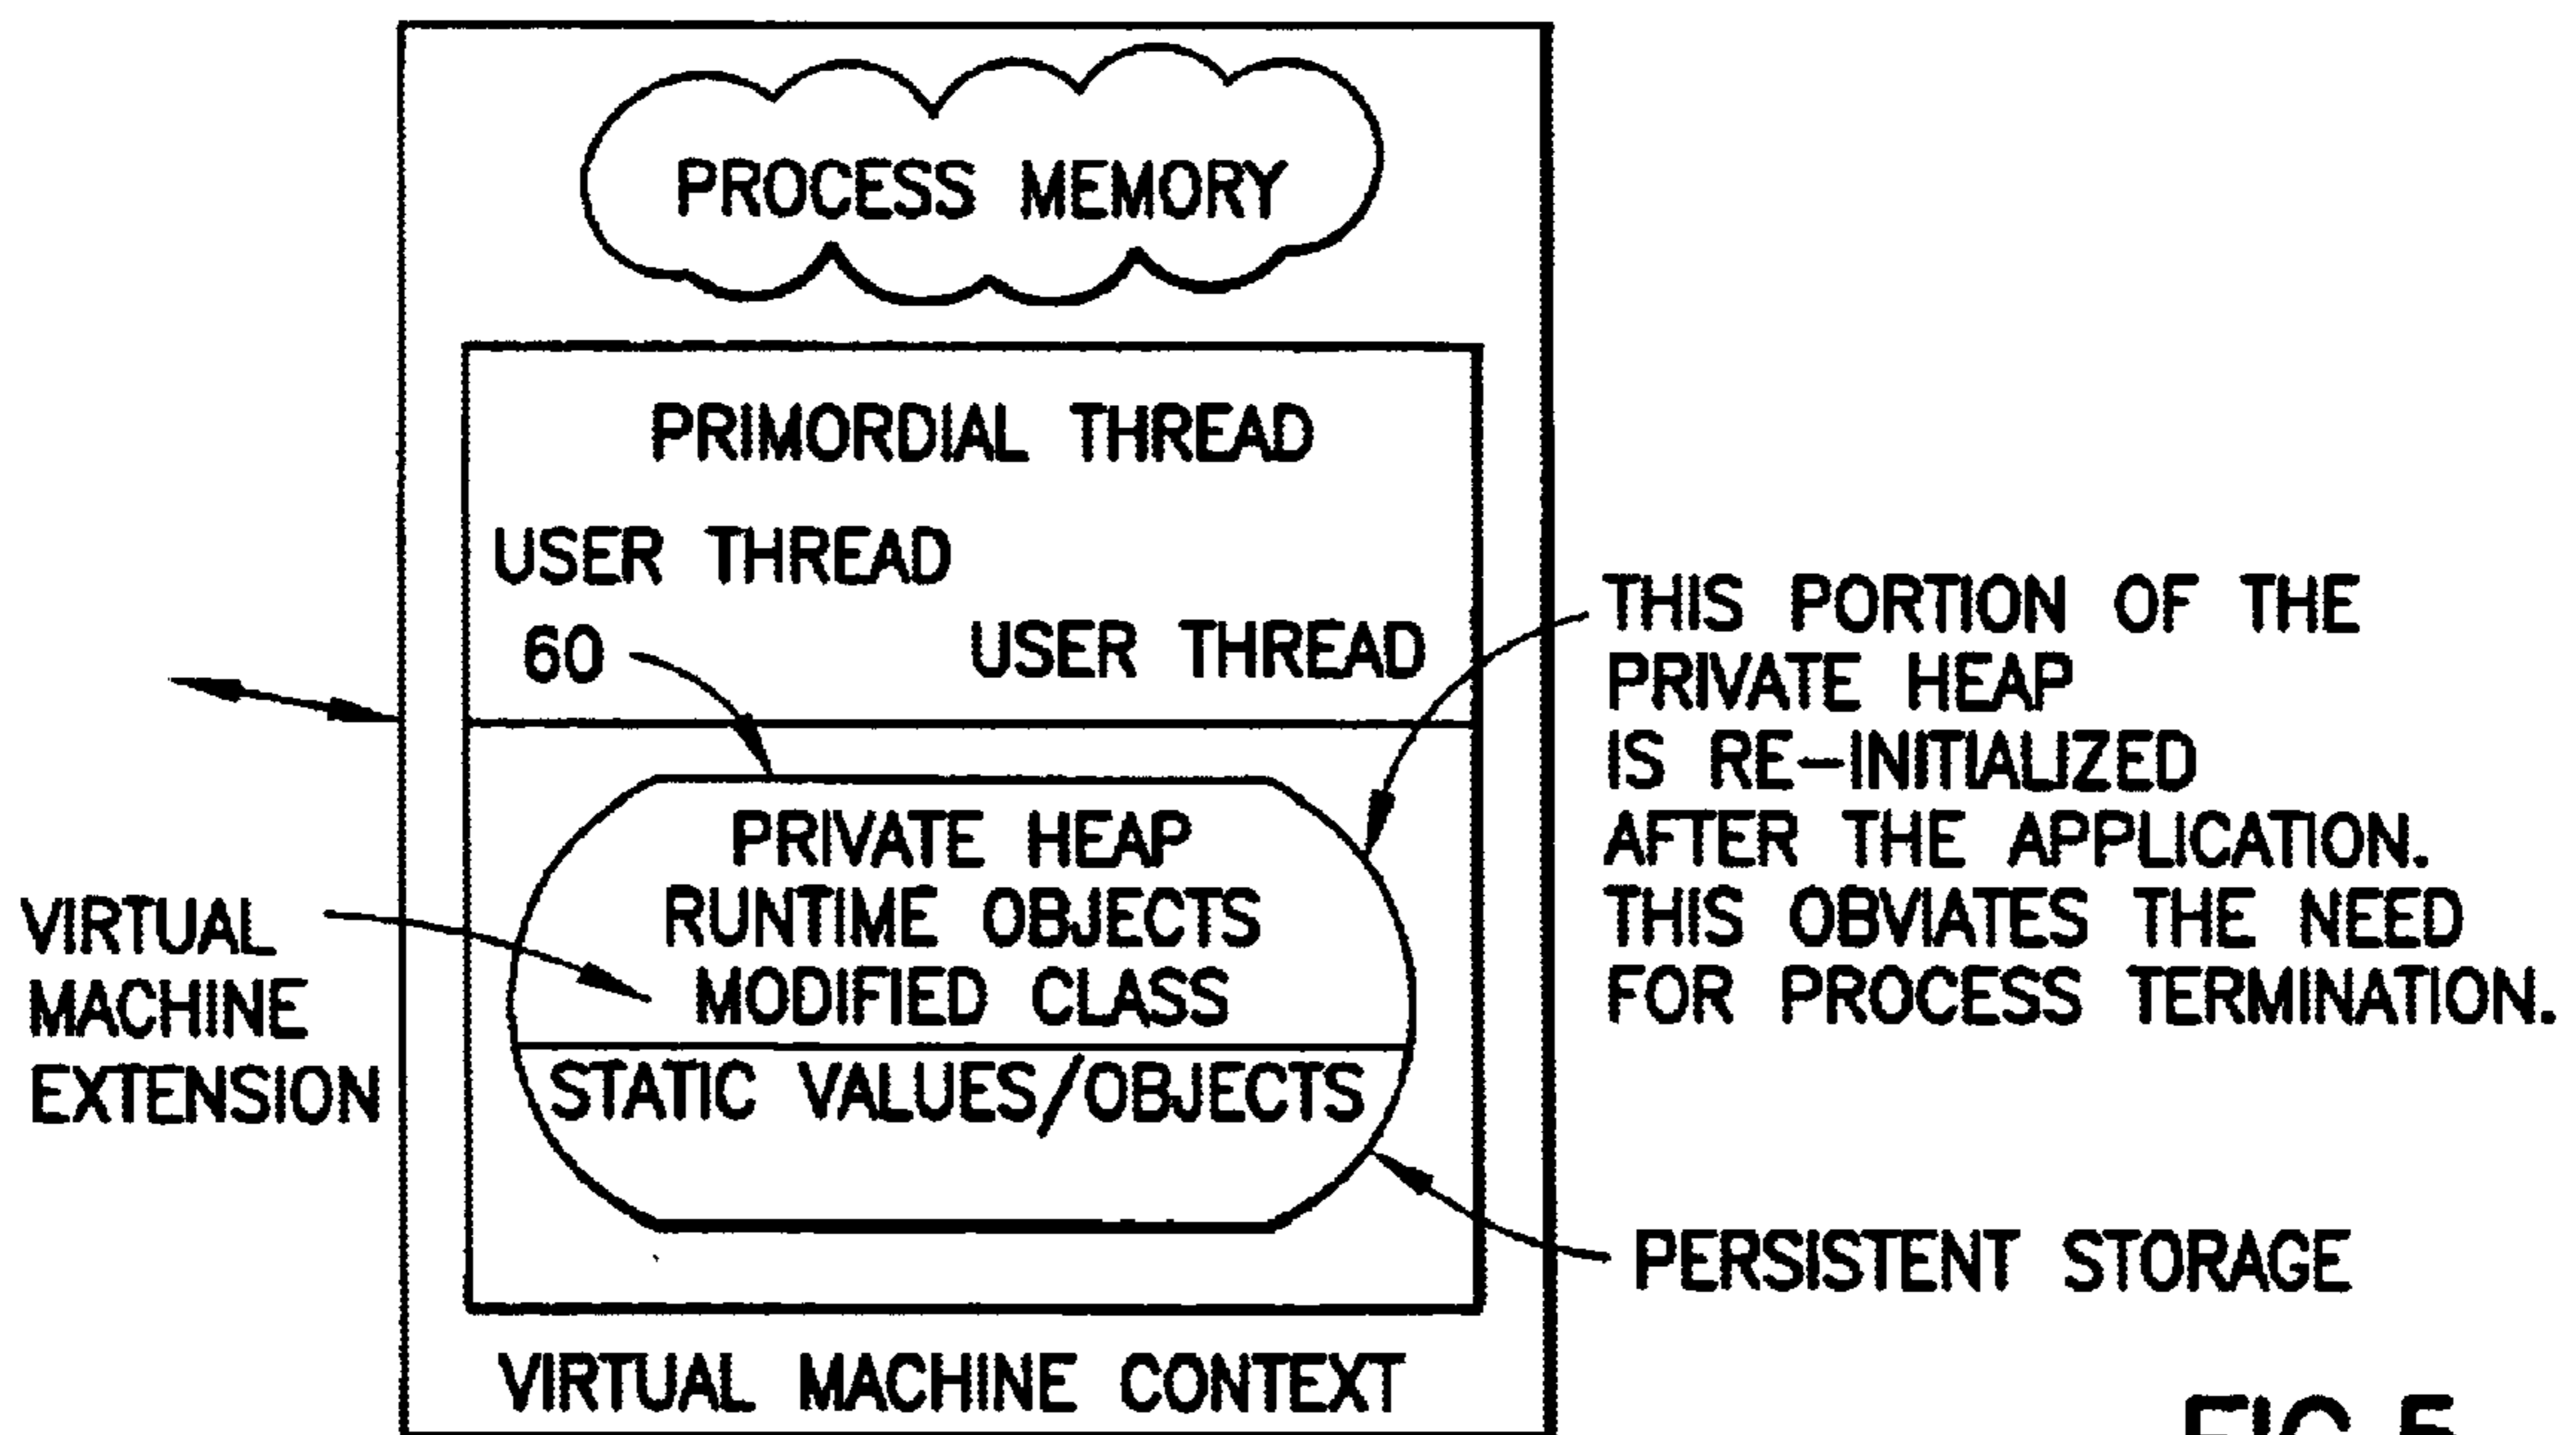 PROCESS MEMORY
PRIMORDIAL THREAD
USER THREAD
60
USER THREAD
THIS PORTION OF THE
PRIVATE HEAP
IS RE-INITIALIZED
AFTER THE APPLICATION.
THIS OBVIATES THE NEED
FOR PROCESS TERMINATION.
PRIVATE HEAP
RUNTIME OBJECTS
MODIFIED CLASS
VIRTUAL
MACHINE
EXTENSION
STATIC VALUES/OBJECTS
PERSISTENT STORAGE
VIRTUAL MACHINE CONTEXT